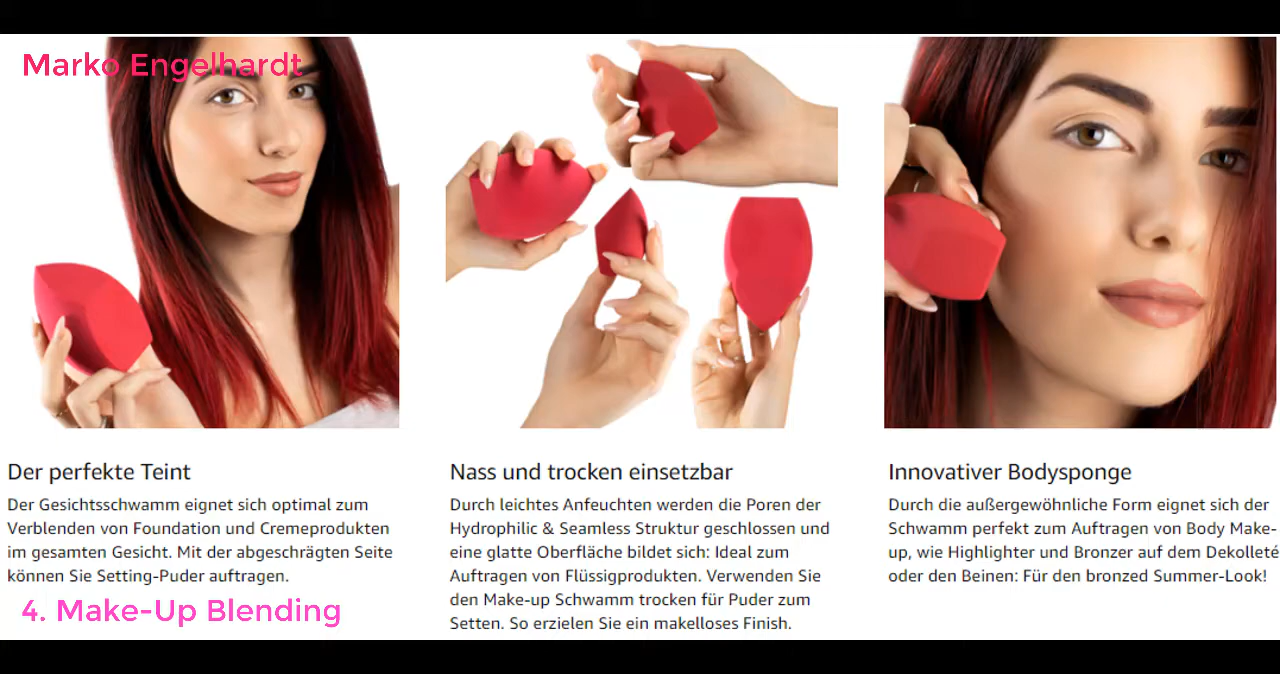 Marko Engelhardt
Der perfekte Teint
Der Gesichtsschwamm eignet sich optimal zum
Verblenden von Foundation und Cremeprodukten
im gesamten Gesicht. Mit der abgeschrägten Seite
können Sie Setting-Puder auftragen.
Nass und trocken einsetzbar
Durch leichtes Anfeuchten werden die Poren der
Hydrophilic & Seamless Struktur geschlossen und
eine glatte Oberfläche bildet sich: Ideal zum
Auftragen von Flüssigprodukten. Verwenden Sie
den Make-up Schwamm trocken für Puder zum
Setten. So erzielen Sie ein makelloses Finish.
Innovativer Bodysponge
Durch die außergewöhnliche Form eignet sich der
Schwamm perfekt zum Auftragen von Body Make-
up, wie Highlighter und Bronzer auf dem Dekolleté
oder den Beinen: Für den bronzed Summer-Look!
4. Make-Up Blending